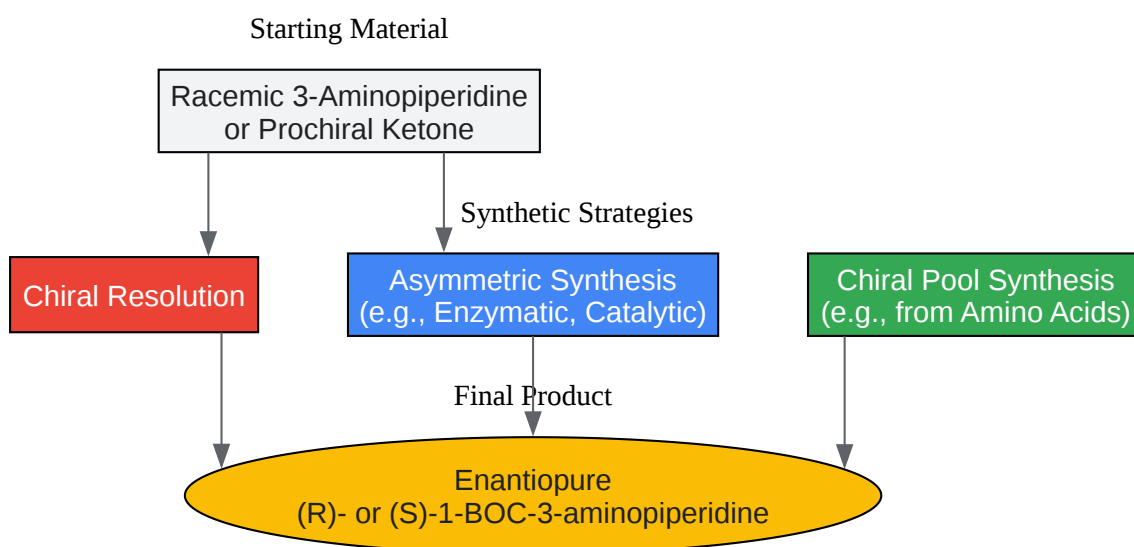 Starting Material
Racemic 3-Aminopiperidine
or Prochiral Ketone
Synthetic Strategies
Chiral Resolution
Asymmetric Synthesis
(e.g., Enzymatic, Catalytic)
Chiral Pool Synthesis
(e.g., from Amino Acids)
Final Product
Enantiopure
(R)- or (S)-1-BOC-3-aminopiperidine